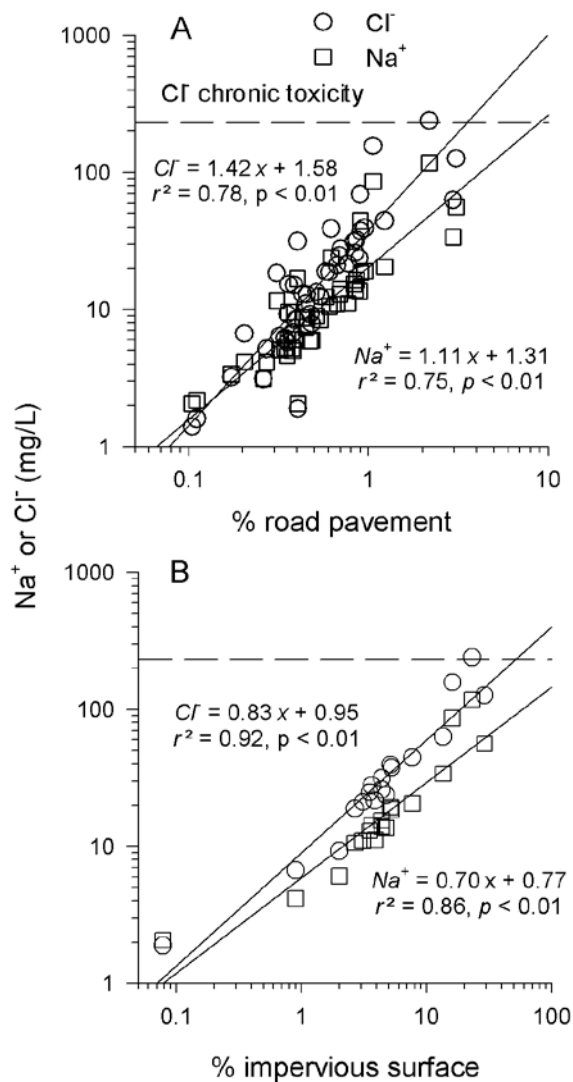 A
Cl⁻
Na⁺
1000
Cl⁻ chronic toxicity
100
Cl⁻ = 1.42 x + 1.58
r² = 0.78, p < 0.01
10
Na⁺ = 1.11 x + 1.31
r² = 0.75, p < 0.01
1
0.1 1 10
% road pavement
Na⁺ or Cl⁻ (mg/L)
B
1000
100
Cl⁻ = 0.83 x + 0.95
r² = 0.92, p < 0.01
10
Na⁺ = 0.70 x + 0.77
r² = 0.86, p < 0.01
1
0.1 1 10 100
% impervious surface